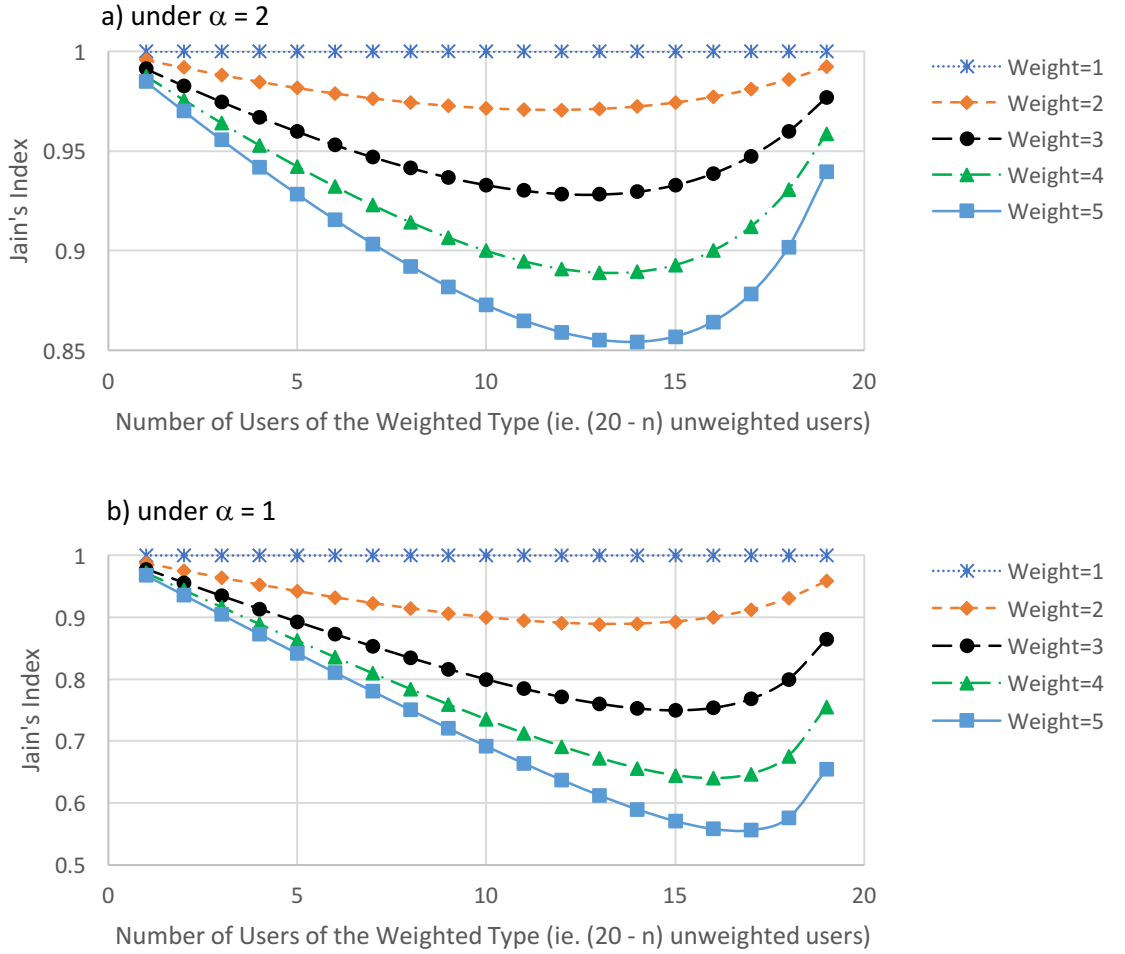 a) under α = 2
1
0.95
0.9
0.85
Jain's Index
0
5
10
15
20
Number of Users of the Weighted Type (ie. (20 - n) unweighted users)
Weight=1
Weight=2
Weight=3
Weight=4
Weight=5
b) under α = 1
1
0.9
0.8
0.7
0.6
0.5
Jain's Index
0
5
10
15
20
Number of Users of the Weighted Type (ie. (20 - n) unweighted users)
Weight=1
Weight=2
Weight=3
Weight=4
Weight=5